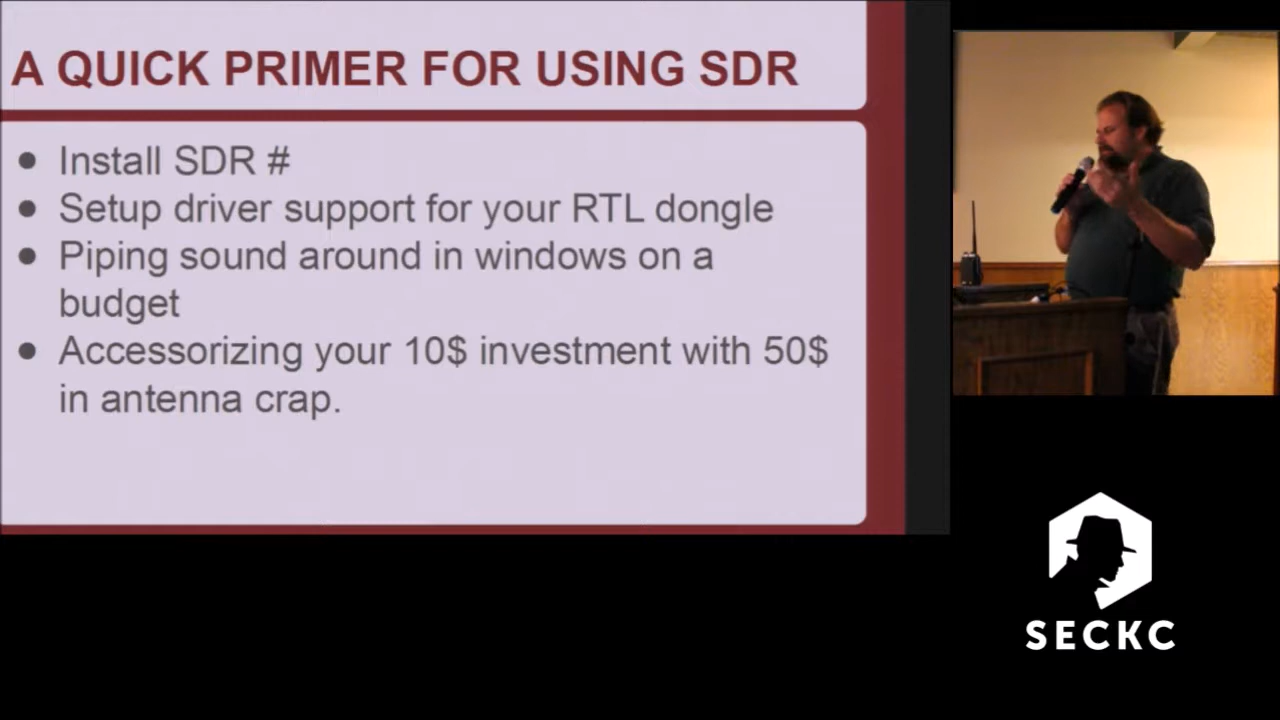 A QUICK PRIMER FOR USING SDR
● Install SDR #
● Setup driver support for your RTL dongle
● Piping sound around in windows on a
budget
● Accessorizing your 10$ investment with 50$
in antenna crap.
SECKC